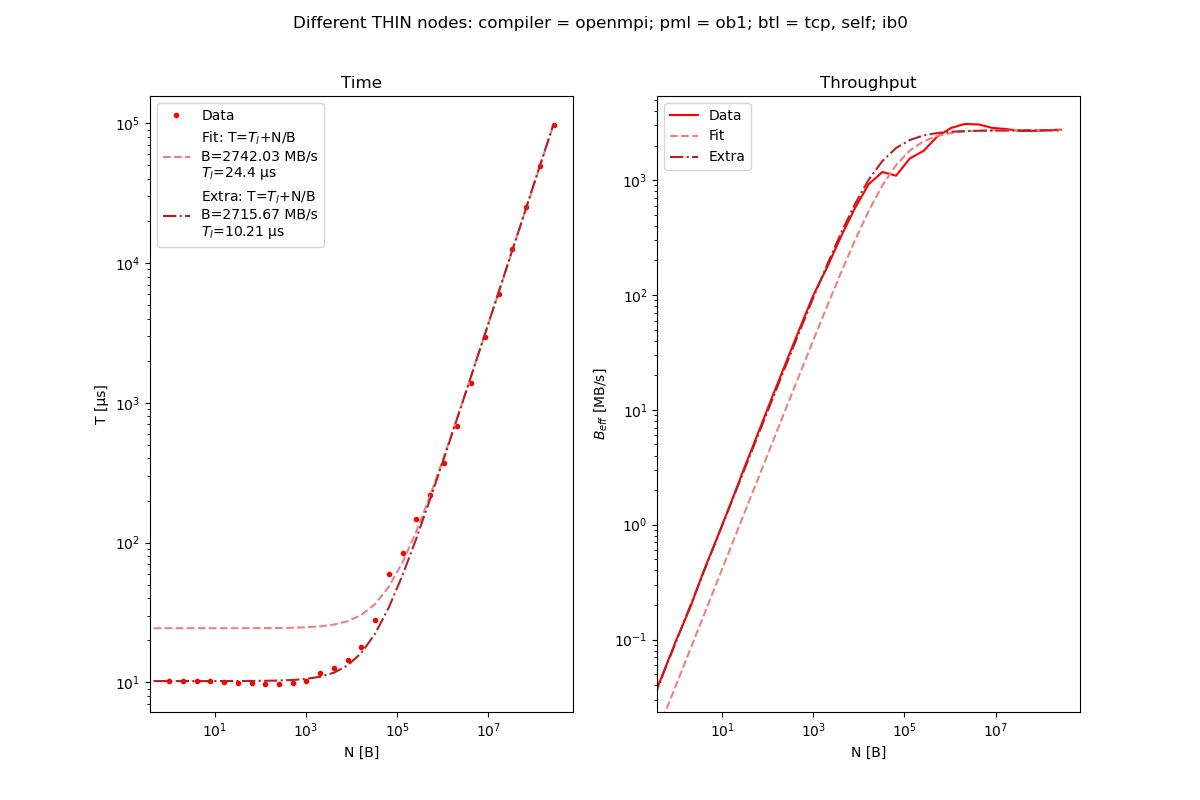 Different THIN nodes: compiler = openmpi; pml = ob1; btl = tcp, self; ib0
Time
Data
Fit: T=T_l+N/B
B=2742.03 MB/s
T_l=24.4 µs
Extra: T=T_l+N/B
B=2715.67 MB/s
T_l=10.21 µs
10^5
10^4
10^3
10^2
10^1
T [µs]
10^1 10^3 10^5 10^7
N [B]
Throughput
Data
Fit
Extra
10^3
10^2
10^1
10^0
10^−1
B_eff [MB/s]
10^1 10^3 10^5 10^7
N [B]